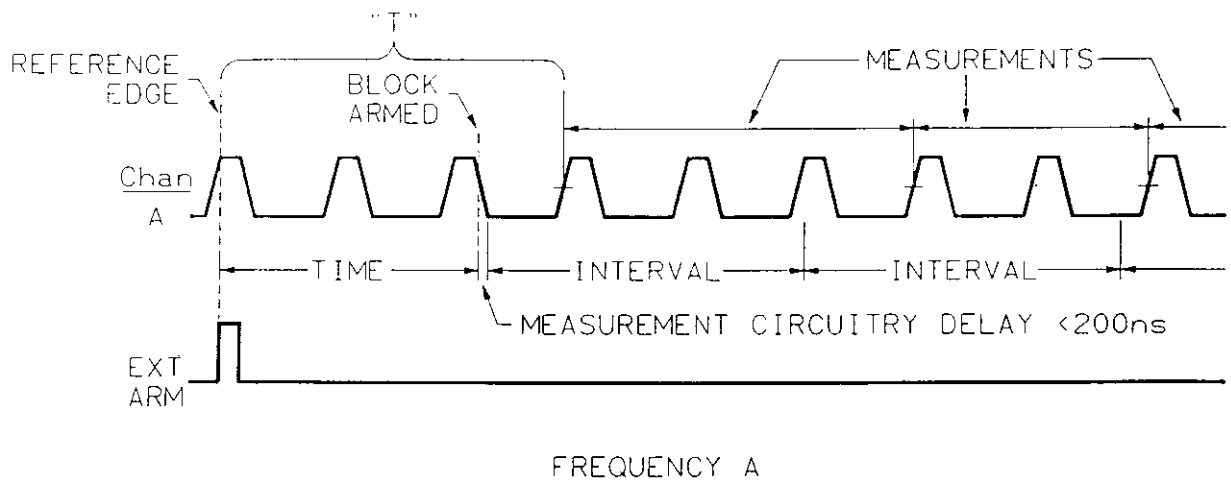 "T"
REFERENCE
EDGE
BLOCK
ARMED
MEASUREMENTS
Chan
A
TIME
INTERVAL
INTERVAL
MEASUREMENT CIRCUITRY DELAY <200ns
EXT
ARM
FREQUENCY A